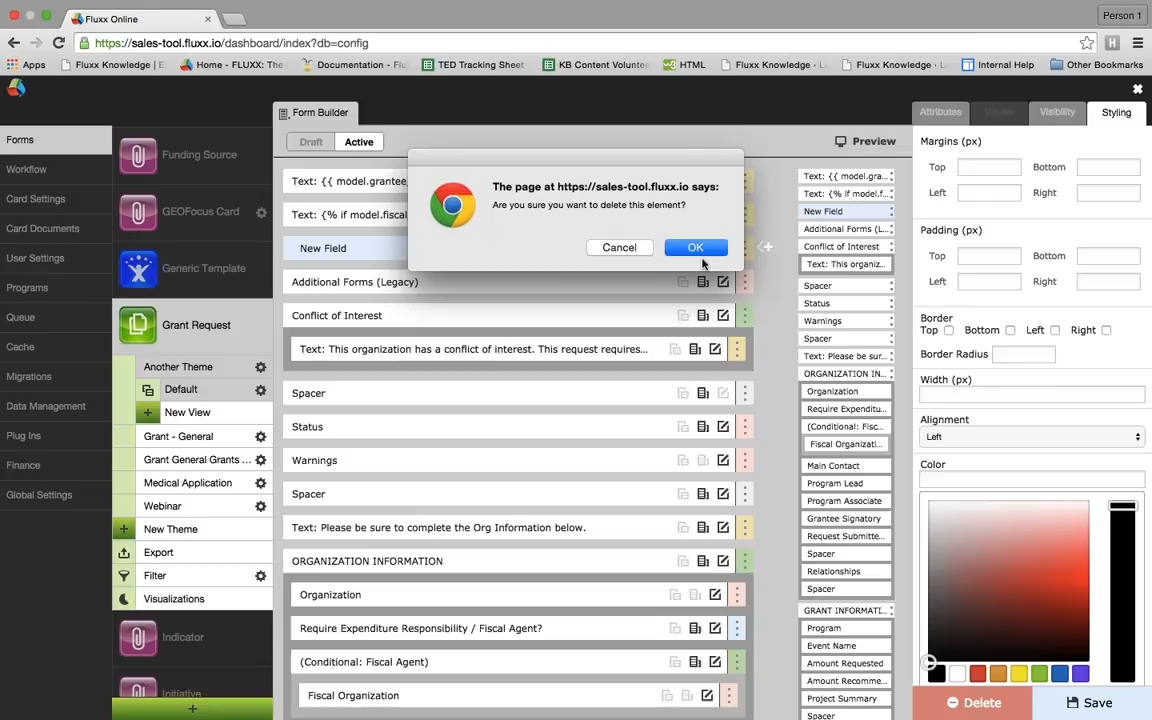 Fluxx Online
Person 1
https://sales-tool.fluxx.io/dashboard/index?db=config
Apps
Fluxx Knowledge | E
Home - FLUXX: The
Documentation - Flu
TED Tracking Sheet
KB Content Volunte
HTML
Fluxx Knowledge - L
Fluxx Knowledge - L
Internal Help
Other Bookmarks
Forms
Workflow
Card Settings
Card Documents
User Settings
Programs
Queue
Cache
Migrations
Data Management
Plug Ins
Finance
Global Settings
Funding Source
GEOFocus Card
Generic Template
Grant Request
Another Theme
Default
New View
Grant - General
Grant General Grants ...
Medical Application
Webinar
New Theme
Export
Filter
Visualizations
Indicator
Initiative
Form Builder
Draft
Active
Preview
Text: {{ model.grantee
Text: {% if model.fiscal
New Field
Additional Forms (Legacy)
Conflict of Interest
Text: This organization has a conflict of interest. This request requires...
Spacer
Status
Warnings
Spacer
Text: Please be sure to complete the Org Information below.
ORGANIZATION INFORMATION
Organization
Require Expenditure Responsibility / Fiscal Agent?
(Conditional: Fiscal Agent)
Fiscal Organization
The page at https://sales-tool.fluxx.io says:
Are you sure you want to delete this element?
Cancel
OK
Text: {{ model.gra...
Text: {% if model.f...
New Field
Additional Forms (L
Conflict of Interest
Text: This organiz...
Spacer
Status
Warnings
Spacer
Text: Please be sur...
ORGANIZATION IN...
Organization
Require Expenditu...
(Conditional: Fisc...
Fiscal Organizati...
Main Contact
Program Lead
Program Associate
Grantee Signatory
Request Submitte...
Spacer
Relationships
Spacer
GRANT INFORMATI...
Program
Event Name
Amount Requested
Amount Recomme...
Project Summary
Spacer
Attributes
Visibility
Styling
Margins (px)
Top
Bottom
Left
Right
Padding (px)
Top
Bottom
Left
Right
Border
Top
Bottom
Left
Right
Border Radius
Width (px)
Alignment
Left
Color
Delete
Save